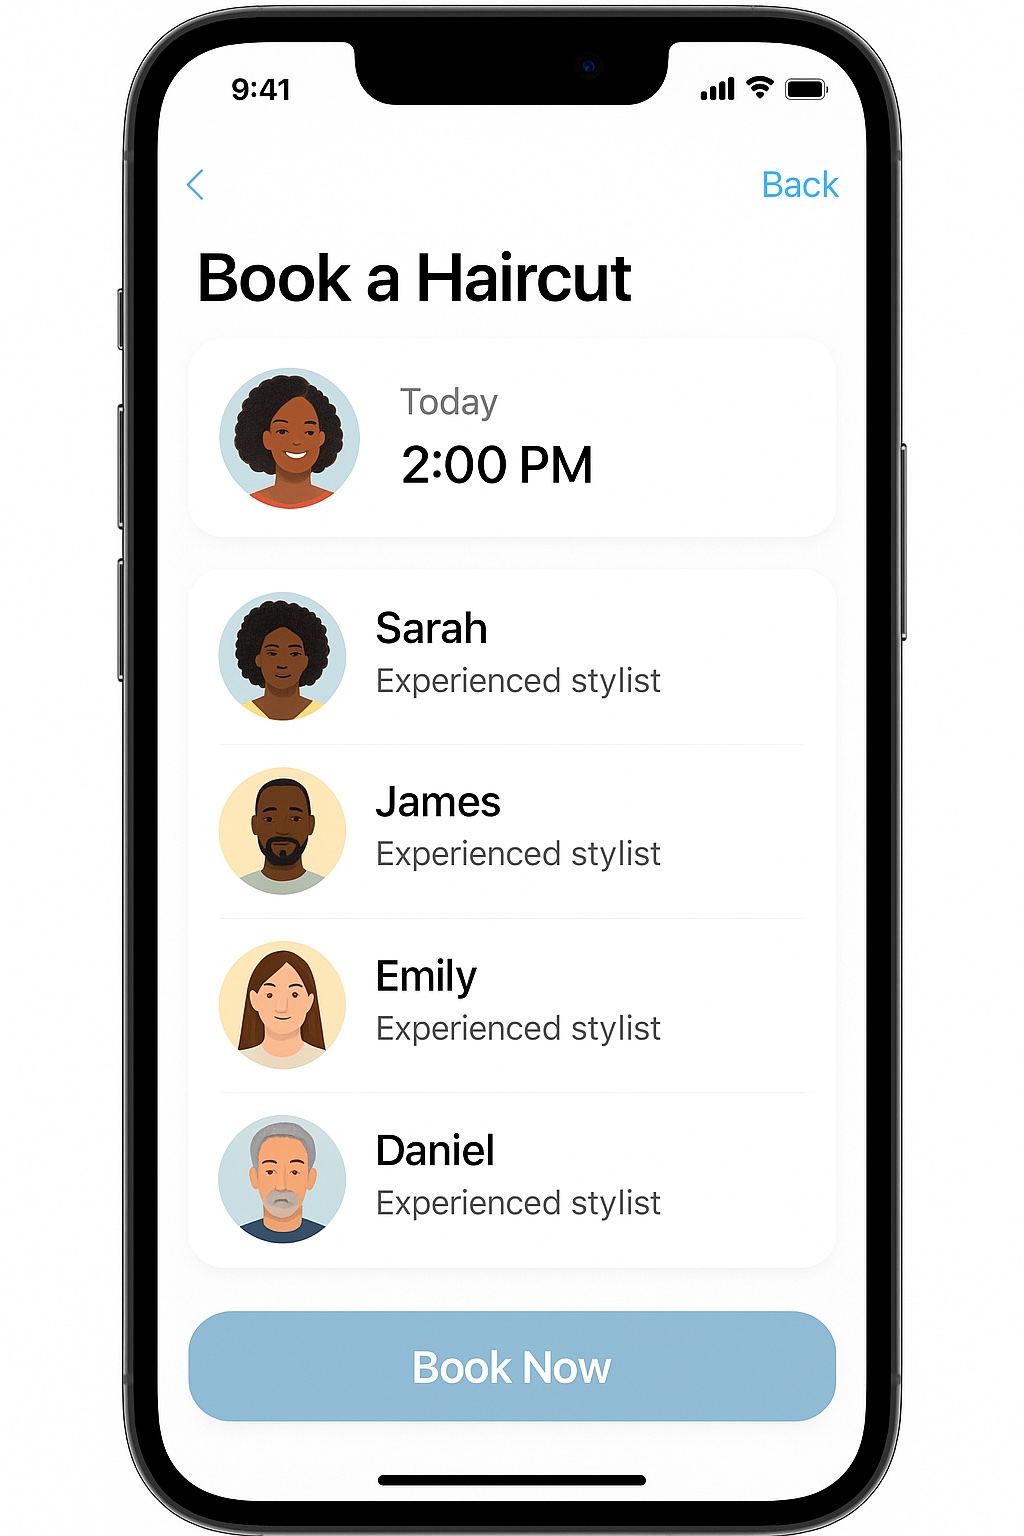 9:41
Back
Book a Haircut
Today
2:00 PM
Sarah
Experienced stylist
James
Experienced stylist
Emily
Experienced stylist
Daniel
Experienced stylist
Book Now